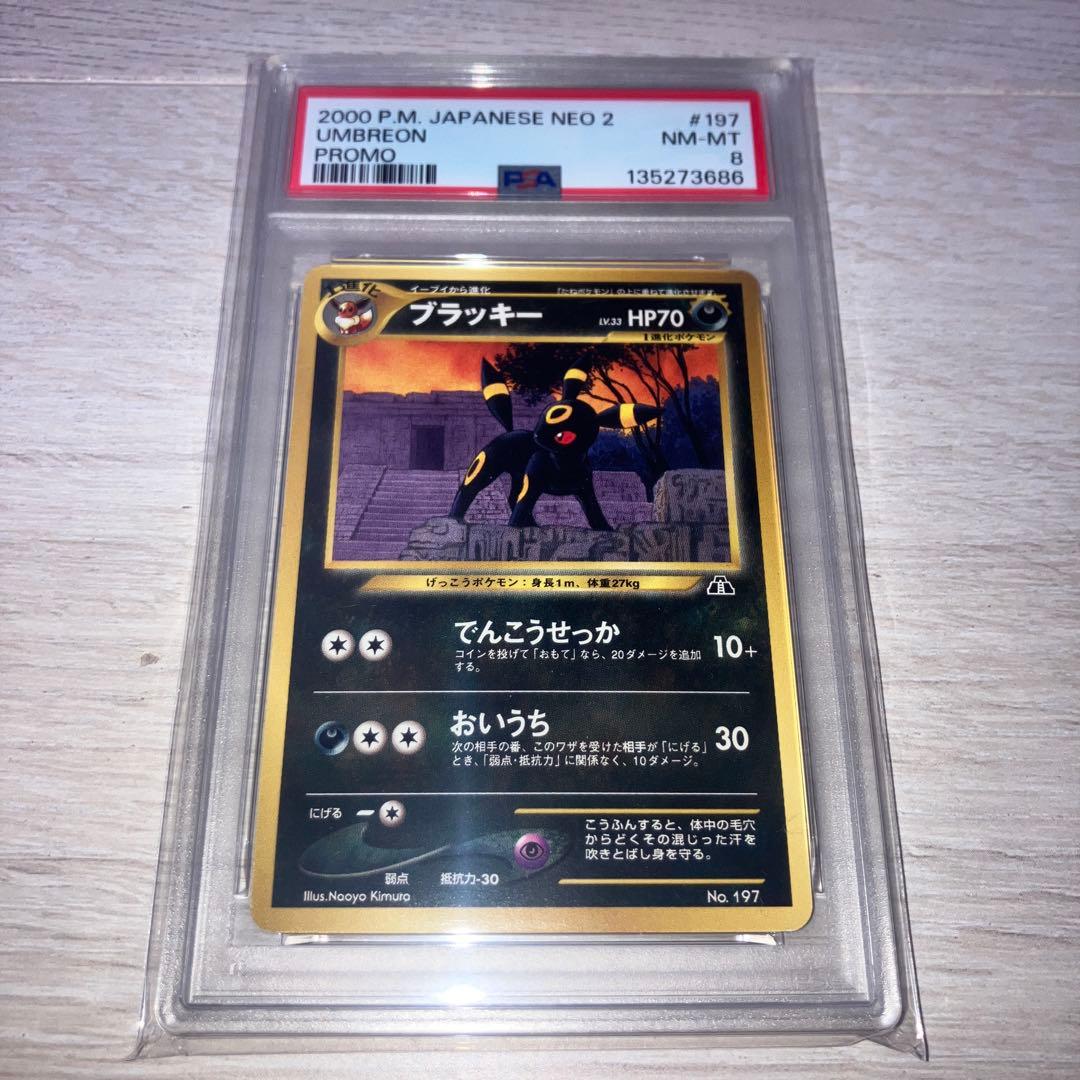 2000 P.M. JAPANESE NEO 2 #197
UMBREON NM-MT
PROMO 8
PSA 135273686
1進化 イーブイから進化 「たねポケモン」の上に重ねて進化させます。
ブラッキー LV.33 HP70
1進化ポケモン
げっこうポケモン：身長1m、体重27kg
でんこうせっか 10+
コインを投げて「おもて」なら、20ダメージを追加
する。
おいうち 30
次の相手の番、このワザを受けた相手が「にげる」
とき、「弱点・抵抗力」に関係なく、10ダメージ。
にげる
こうふんすると、体中の毛穴
からどくその混じった汗を
吹きとばし身を守る。
弱点 抵抗力-30
Illus.Naoyo Kimura No. 197